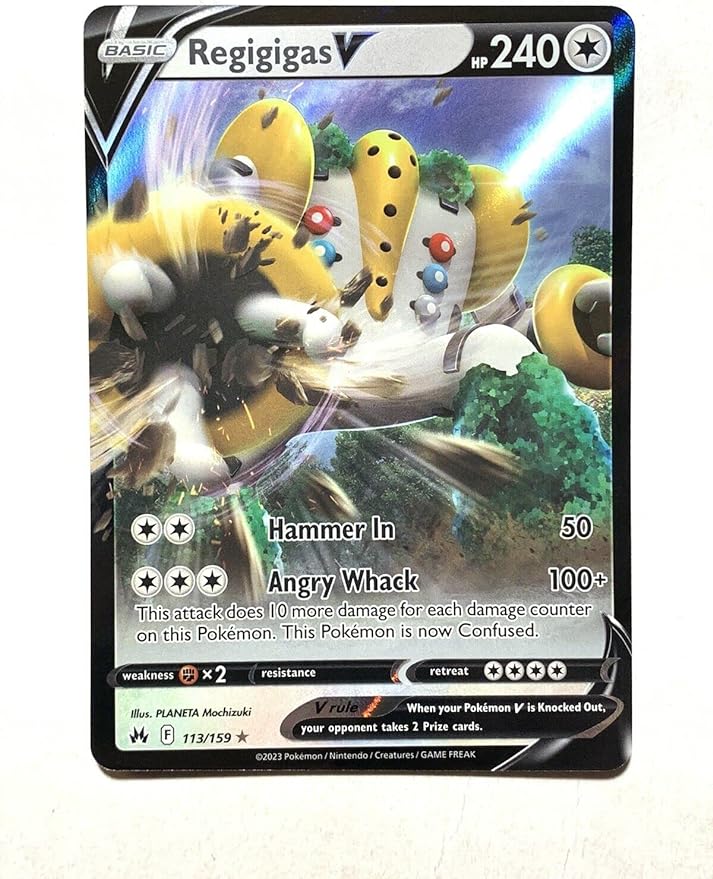 BASIC Regigigas V HP 240
Hammer In 50
Angry Whack 100+
This attack does 10 more damage for each damage counter
on this Pokémon. This Pokémon is now Confused.
weakness ×2 resistance retreat
Illus. PLANETA Mochizuki
V rule When your Pokémon V is Knocked Out,
your opponent takes 2 Prize cards.
F 113/159 ★
©2023 Pokémon / Nintendo / Creatures / GAME FREAK